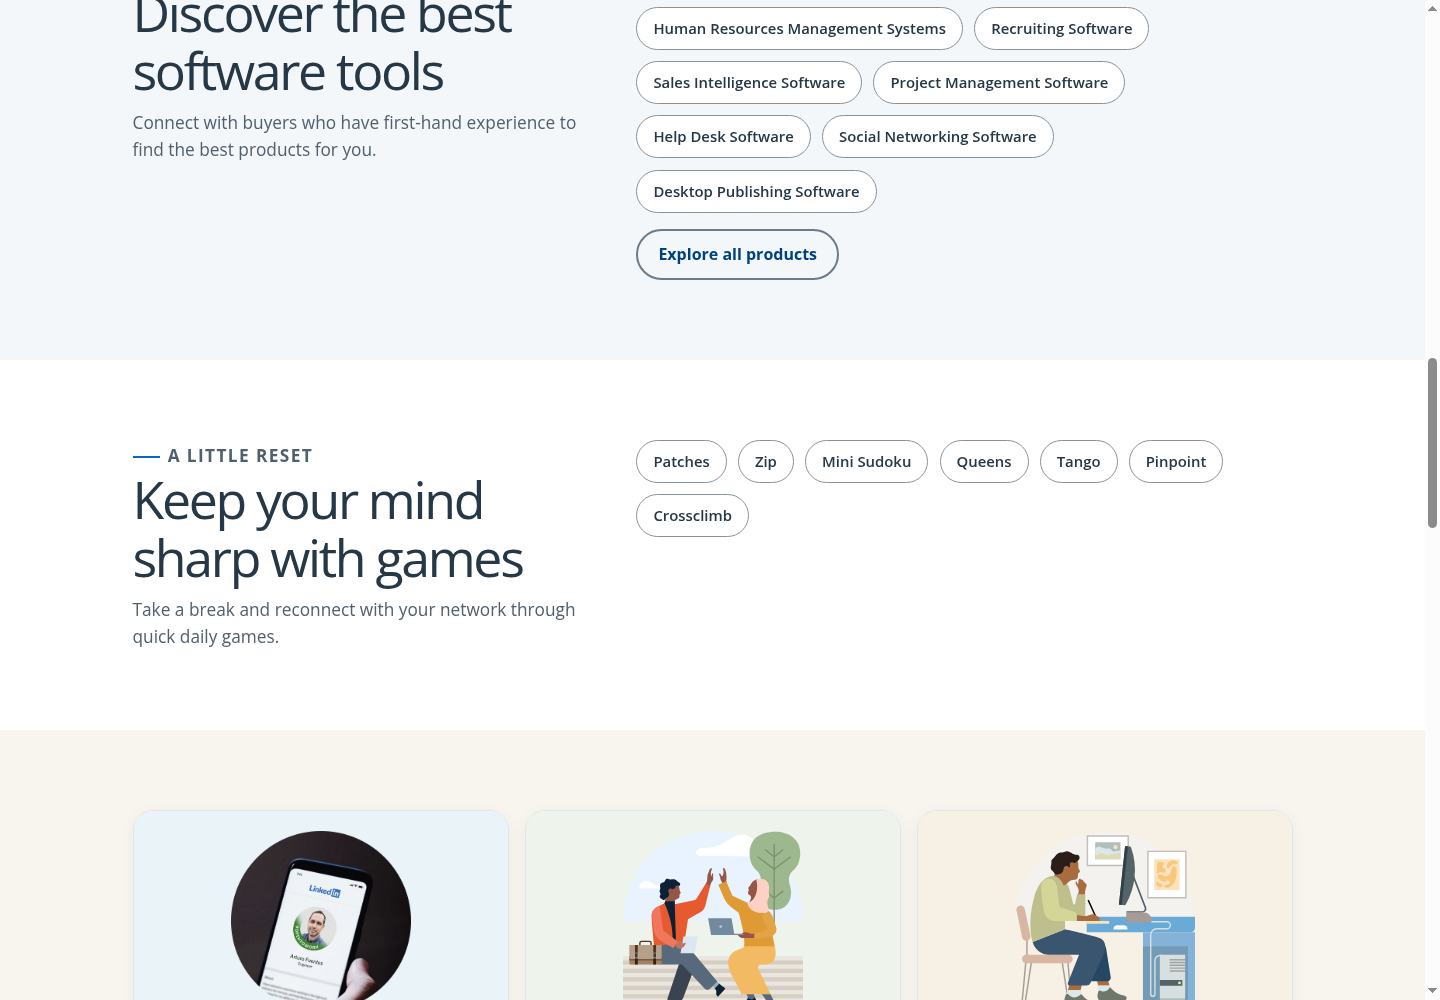 Discover the best
software tools
Connect with buyers who have first-hand experience to
find the best products for you.
Human Resources Management Systems
Recruiting Software
Sales Intelligence Software
Project Management Software
Help Desk Software
Social Networking Software
Desktop Publishing Software
Explore all products
A LITTLE RESET
Keep your mind
sharp with games
Take a break and reconnect with your network through
quick daily games.
Patches
Zip
Mini Sudoku
Queens
Tango
Pinpoint
Crossclimb
LinkedIn